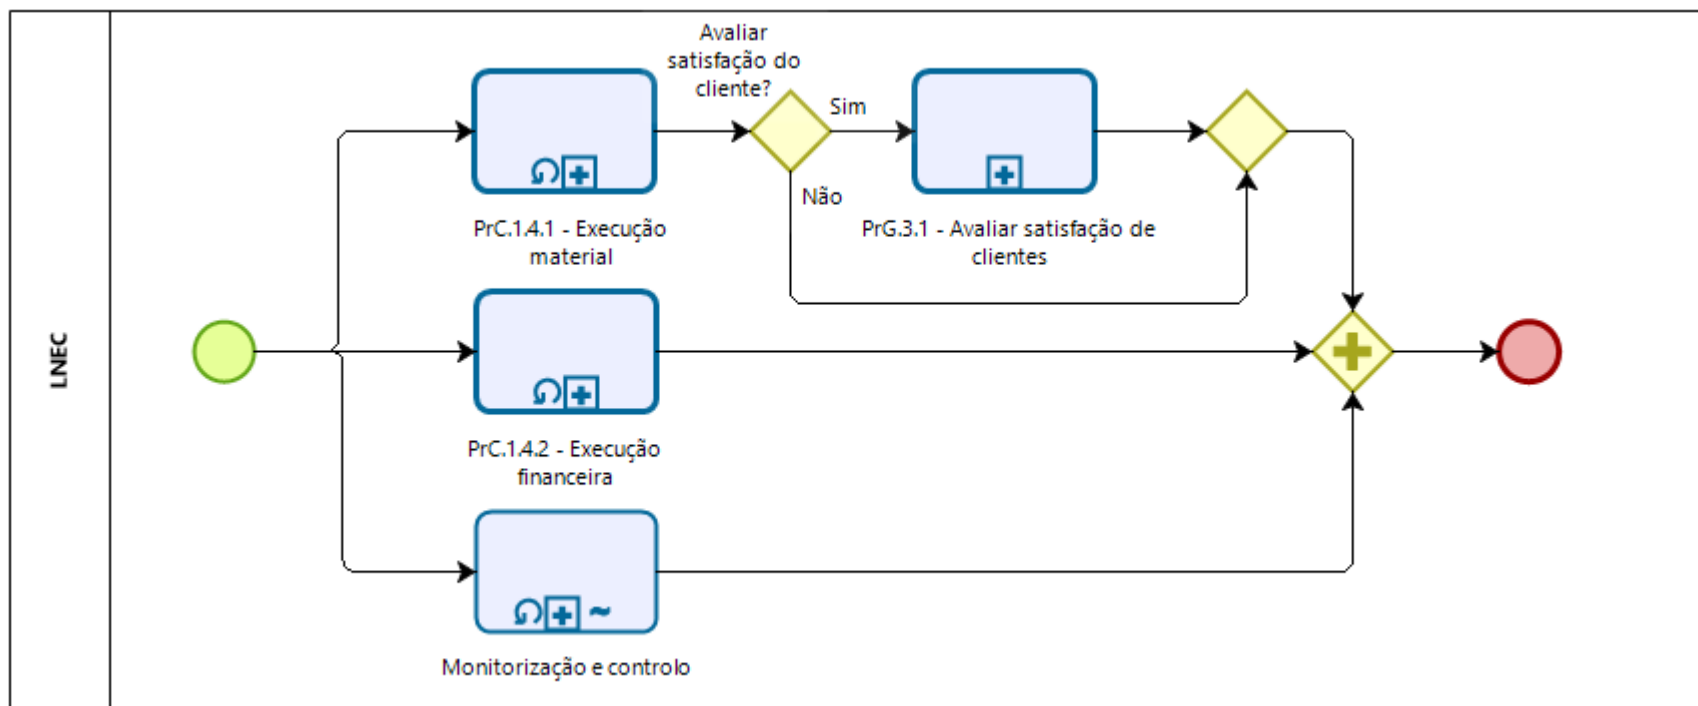 LNEC
Avaliar
satisfação do
cliente?
Sim
Não
PrC.1.4.1 - Execução
material
PrG.3.1 - Avaliar satisfação de
clientes
PrC.1.4.2 - Execução
financeira
Monitorização e controlo